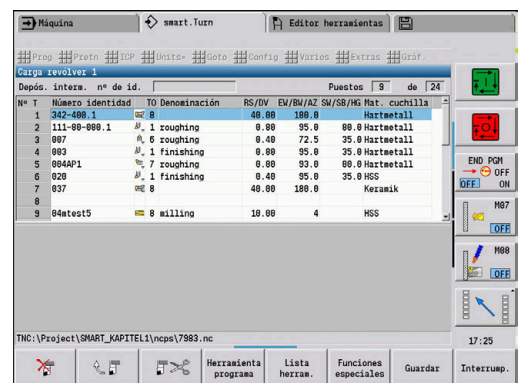 Máquina smart.Turn Editor herramientas
Prog Pretn ICP Units» Goto Config Varios Extras Gráf.
Carga revolver 1
Depós. interm. nº de id. Puestos 9 de 24
Nº T Número identidad TO Denominación RS/DV EW/BW/AZ SW/SB/HG Mat. cuchilla
1 342-400.1 8 40.00 180.0 Hartmetall
2 111-80-080.1 1 roughing 0.80 95.0 80.0 Hartmetall
3 007 6 roughing 0.40 72.5 35.0 Hartmetall
4 003 1 finishing 0.80 95.0 35.0 Hartmetall
5 004AP1 7 roughing 0.80 93.0 80.0 Hartmetall
6 020 1 finishing 0.40 95.0 35.0 HSS
7 037 8 40.00 180.0 Keramik
8
9 04mtest5 8 milling 10.00 4 HSS
END PGM
OFF
OFF ON
M07
OFF
M08
OFF
TNC:\Project\SMART_KAPITEL1\ncps\7983.nc
17:25
Herramienta programa
Lista herram.
Funciones especiales
Guardar
Interrump.